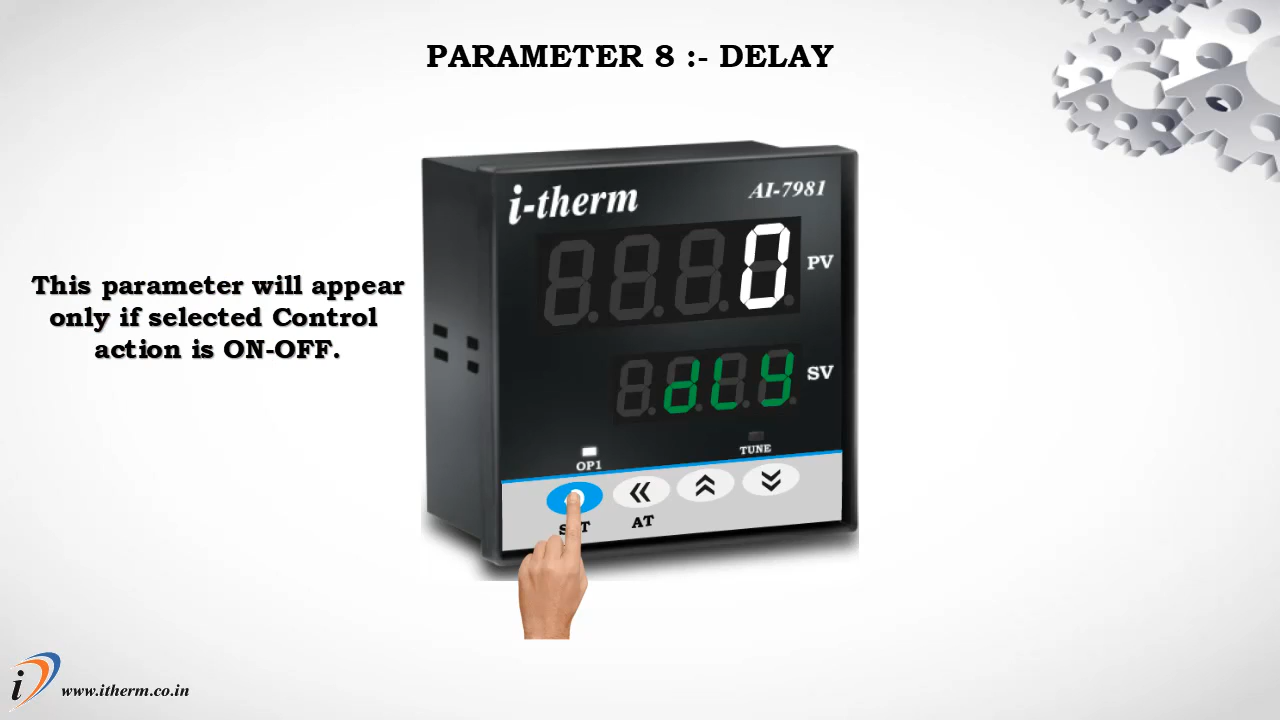 PARAMETER 8 :- DELAY
This parameter will appear
only if selected Control
action is ON-OFF.
i-therm
AI-7981
0
PV
dLy
SV
OP1
TUNE
AT
i
www.itherm.co.in